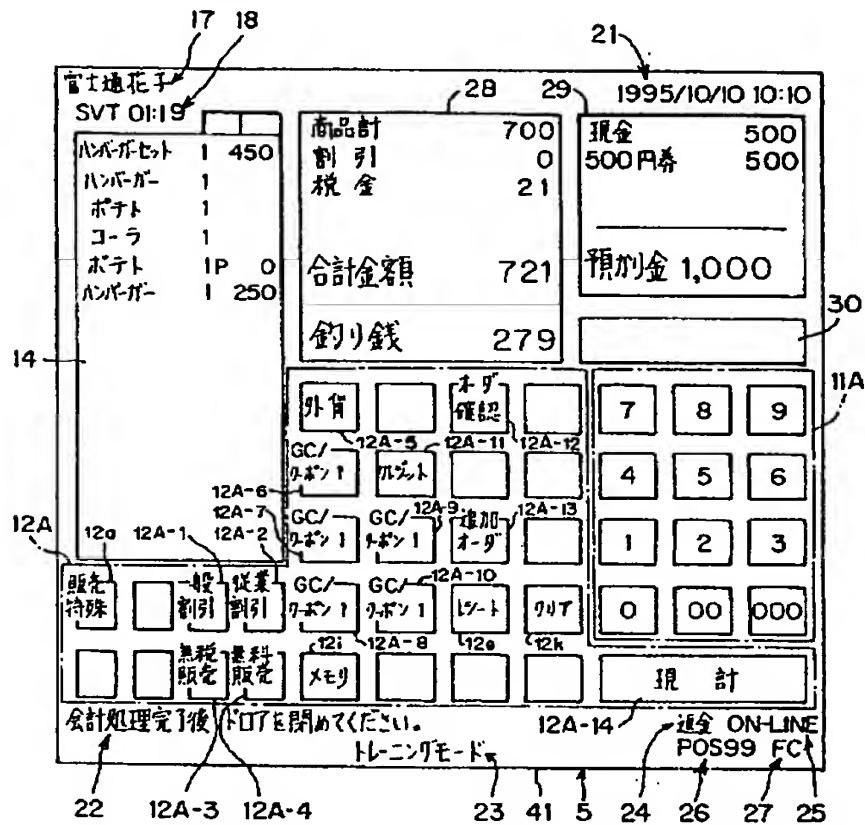 17 18
21
富士通花子
SVT 01:19
28 29
1995/10/10 10:10
ハンバーガーセット 1 450
ハンバーガー 1
ポテト 1
コーラ 1
ポテト 1P 0
ハンバーガー 1 250
14
商品計 700
割引 0
税金 21
合計金額 721
釣り銭 279
現金 500
500円券 500
預り金 1,000
30
11A
外貨
オーダ
確認
12A-5 12A-11 12A-12
GC/
クーポン 1
クレジット
12A-6
12A-7
GC/
クーポン 1
GC/
クーポン 1
12A-9
追加
オーダ
12A-13
GC/
クーポン 1
GC/
クーポン 1
12A-10
レシート
クリア
12i 12A-8 12e 12k
メモリ
7 8 9
4 5 6
1 2 3
0 00 000
現計
12A-14
12A 12a 12A-1 12A-2
販売
特殊
一般
割引
従業
割引
無税
販売
無料
販売
会計処理完了後、ドロアを閉めてください。
トレーニングモード
返金 ON-LINE
POS99 FC
22 12A-3 12A-4 23 41 5 24 26 27 25